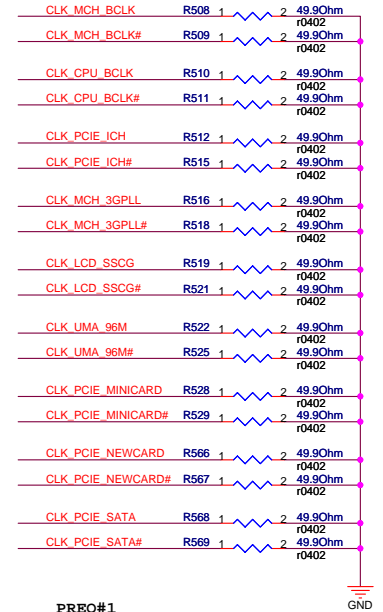 CLK_MCH_BCLK R508 1 2 49.9Ohm
r0402
CLK_MCH_BCLK# R509 1 2 49.9Ohm
r0402
CLK_CPU_BCLK R510 1 2 49.9Ohm
r0402
CLK_CPU_BCLK# R511 1 2 49.9Ohm
r0402
CLK_PCIE_ICH R512 1 2 49.9Ohm
r0402
CLK_PCIE_ICH# R515 1 2 49.9Ohm
r0402
CLK_MCH_3GPLL R516 1 2 49.9Ohm
r0402
CLK_MCH_3GPLL# R518 1 2 49.9Ohm
r0402
CLK_LCD_SSCG R519 1 2 49.9Ohm
r0402
CLK_LCD_SSCG# R521 1 2 49.9Ohm
r0402
CLK_UMA_96M R522 1 2 49.9Ohm
r0402
CLK_UMA_96M# R525 1 2 49.9Ohm
r0402
CLK_PCIE_MINICARD R528 1 2 49.9Ohm
r0402
CLK_PCIE_MINICARD# R529 1 2 49.9Ohm
r0402
CLK_PCIE_NEWCARD R566 1 2 49.9Ohm
r0402
CLK_PCIE_NEWCARD# R567 1 2 49.9Ohm
r0402
CLK_PCIE_SATA R568 1 2 49.9Ohm
r0402
CLK_PCIE_SATA# R569 1 2 49.9Ohm
r0402
GND
PREQ#1